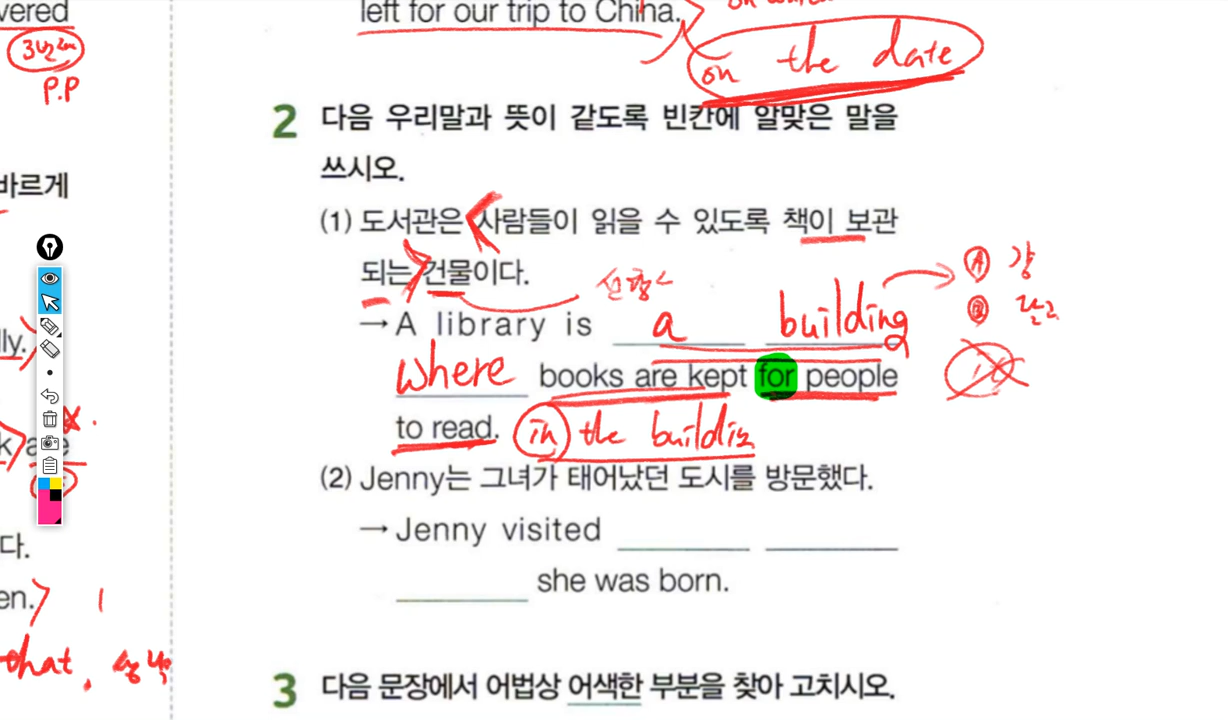 vered
left for our trip to China.
3번째
P.P
on the date
2 다음 우리말과 뜻이 같도록 빈칸에 알맞은 말을
쓰시오.
바르게
(1) 도서관은 사람들이 읽을 수 있도록 책이 보관
되는 건물이다.
→ A library is a building
lly.
where books are kept for people
to read. in the building
(2) Jenny는 그녀가 태어났던 도시를 방문했다.
→ Jenny visited
다.
she was born.
en.
that
3 다음 문장에서 어법상 어색한 부분을 찾아 고치시오.